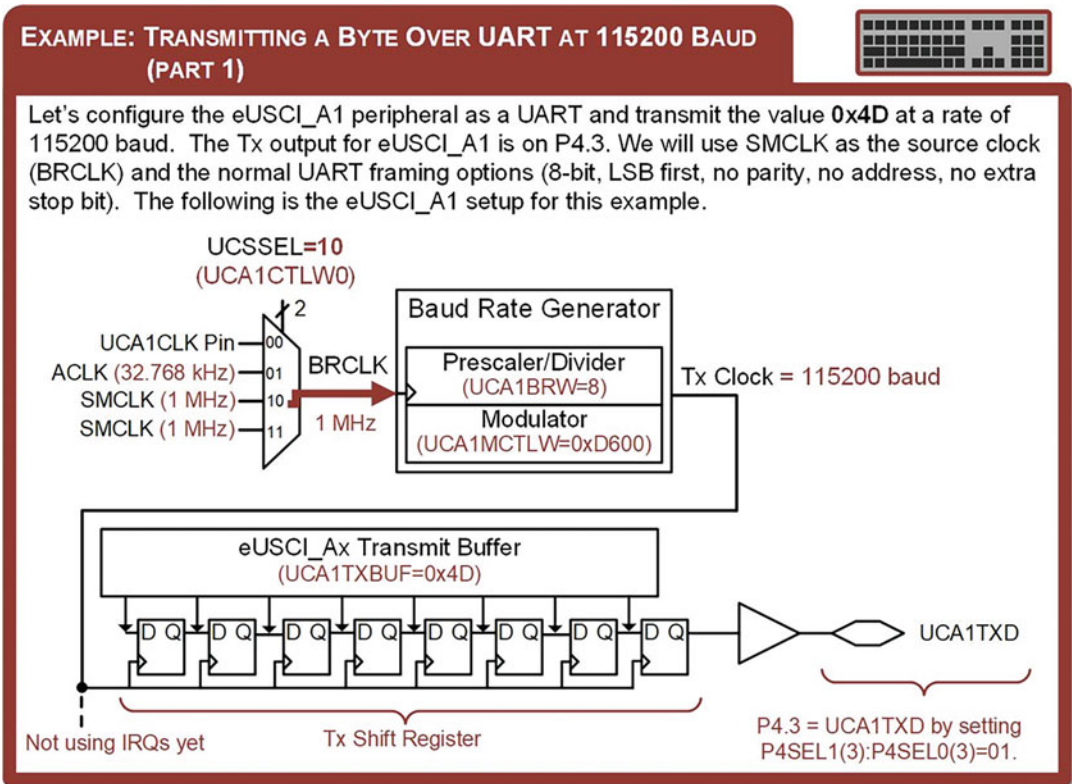 EXAMPLE: TRANSMITTING A BYTE OVER UART AT 115200 BAUD
(PART 1)
Let's configure the eUSCI_A1 peripheral as a UART and transmit the value 0x4D at a rate of
115200 baud. The Tx output for eUSCI_A1 is on P4.3. We will use SMCLK as the source clock
(BRCLK) and the normal UART framing options (8-bit, LSB first, no parity, no address, no extra
stop bit). The following is the eUSCI_A1 setup for this example.
UCSSEL=10
(UCA1CTLW0)
2
UCA1CLK Pin
00
ACLK (32.768 kHz)
01
SMCLK (1 MHz)
10
SMCLK (1 MHz)
11
BRCLK
1 MHz
Baud Rate Generator
Prescaler/Divider
(UCA1BRW=8)
Modulator
(UCA1MCTLW=0xD600)
Tx Clock = 115200 baud
eUSCI_Ax Transmit Buffer
(UCA1TXBUF=0x4D)
D Q D Q D Q D Q D Q D Q D Q D Q
UCA1TXD
Not using IRQs yet
Tx Shift Register
P4.3 = UCA1TXD by setting
P4SEL1(3):P4SEL0(3)=01.